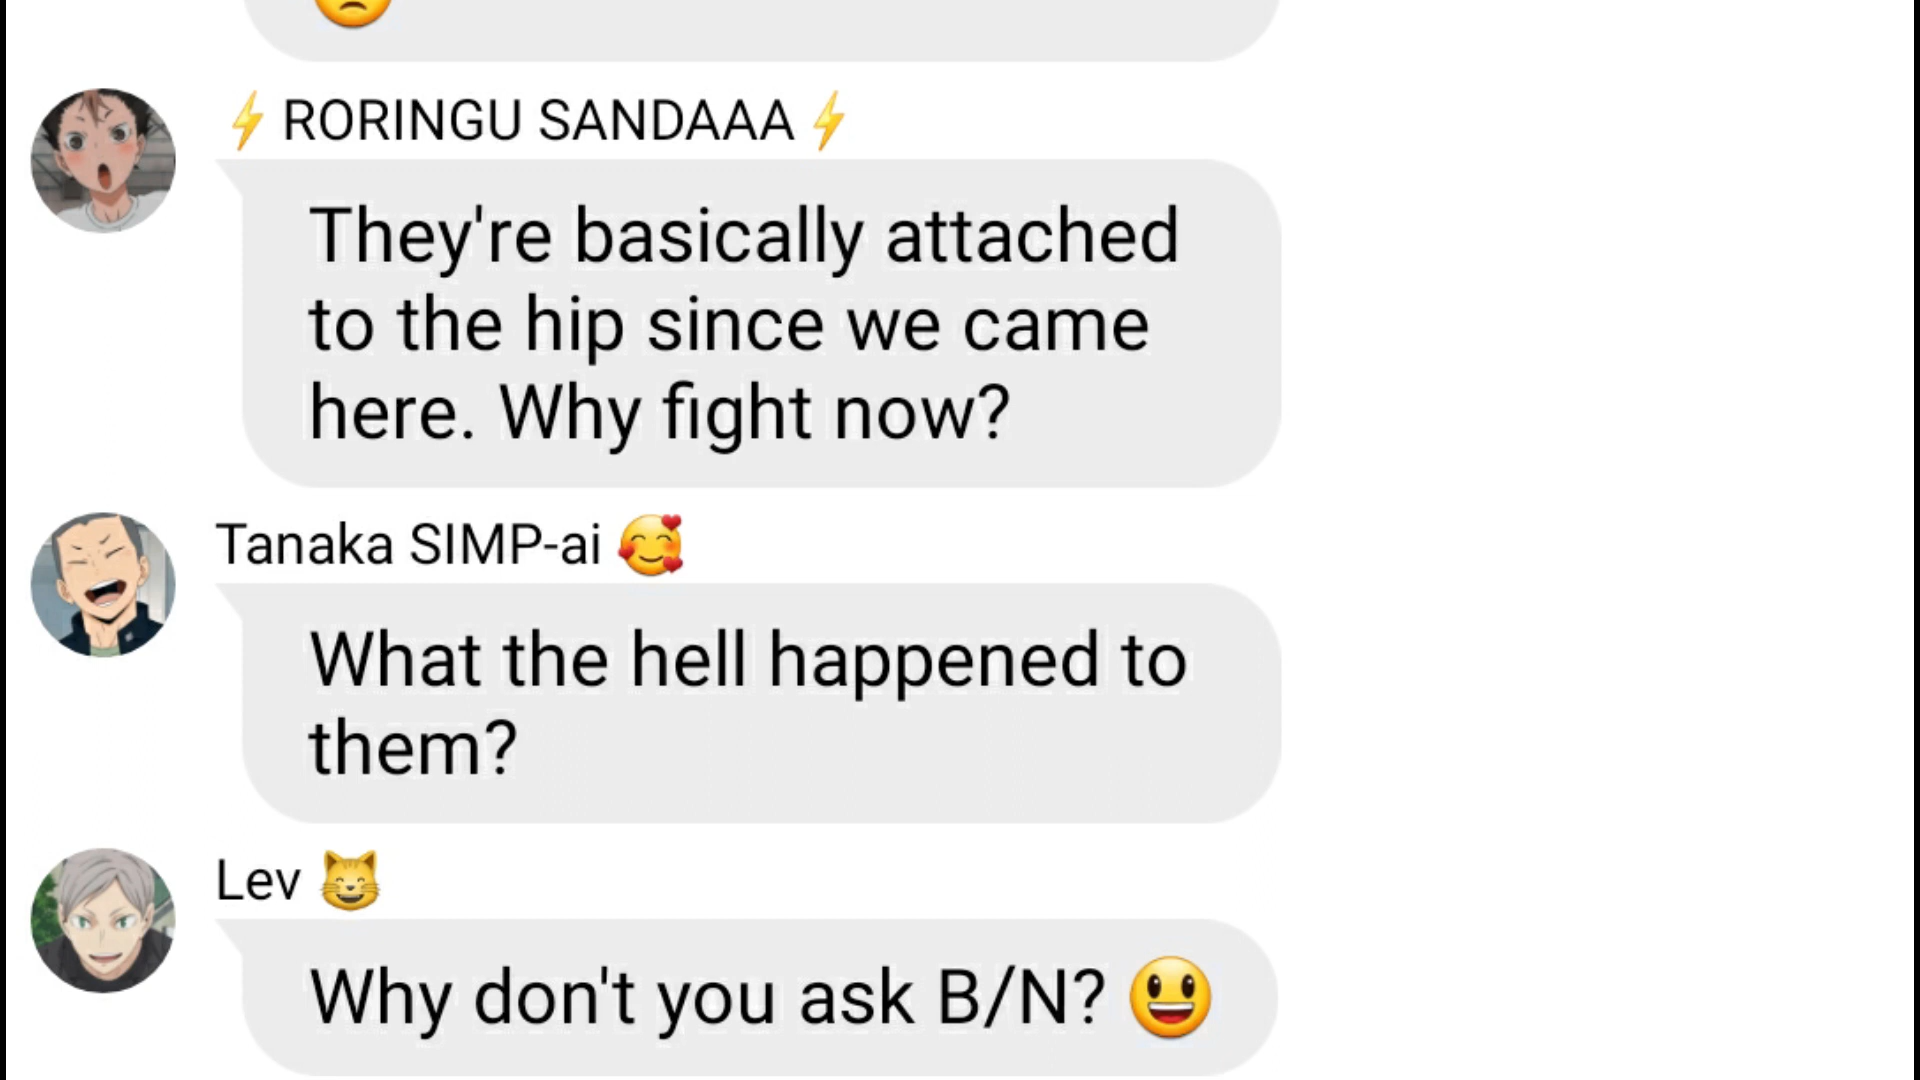 ⚡ RORINGU SANDAAA ⚡
They're basically attached
to the hip since we came
here. Why fight now?
Tanaka SIMP-ai 🥰
What the hell happened to
them?
Lev 😸
Why don't you ask B/N? 😃